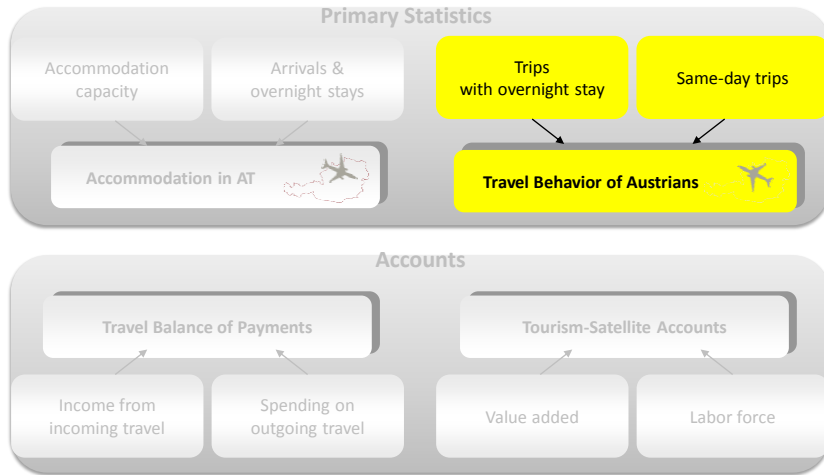 Primary Statistics
Accommodation
capacity
Arrivals &
overnight stays
Trips
with overnight stay
Same-day trips
Accommodation in AT
Travel Behavior of Austrians
Accounts
Travel Balance of Payments
Tourism-Satellite Accounts
Income from
incoming travel
Spending on
outgoing travel
Value added
Labor force